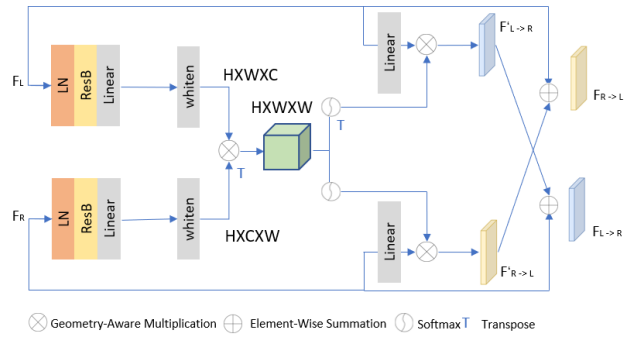 F'L -> R
FL
LN
ResB
Linear
whiten
HXWXC
HXWXW
Linear
T
FR -> L
T
FR
LN
ResB
Linear
whiten
HXCXW
Linear
F'R -> L
FL -> R
Geometry-Aware Multiplication
Element-Wise Summation
Softmax
T Transpose